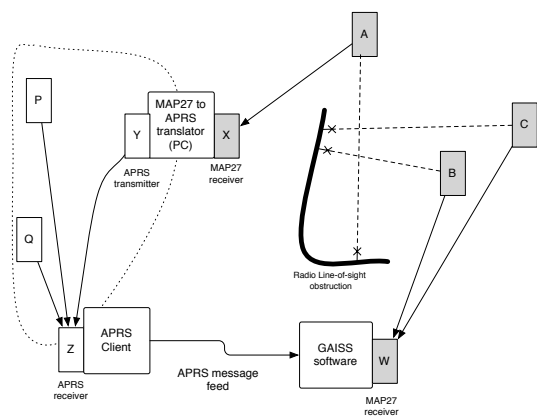 A
P
MAP27 to
APRS
translator
(PC)
Y
X
C
APRS
transmitter
MAP27
receiver
B
Q
Radio Line-of-sight
obstruction
Z
APRS
Client
GAISS
software
W
APRS
receiver
APRS message
feed
MAP27
receiver